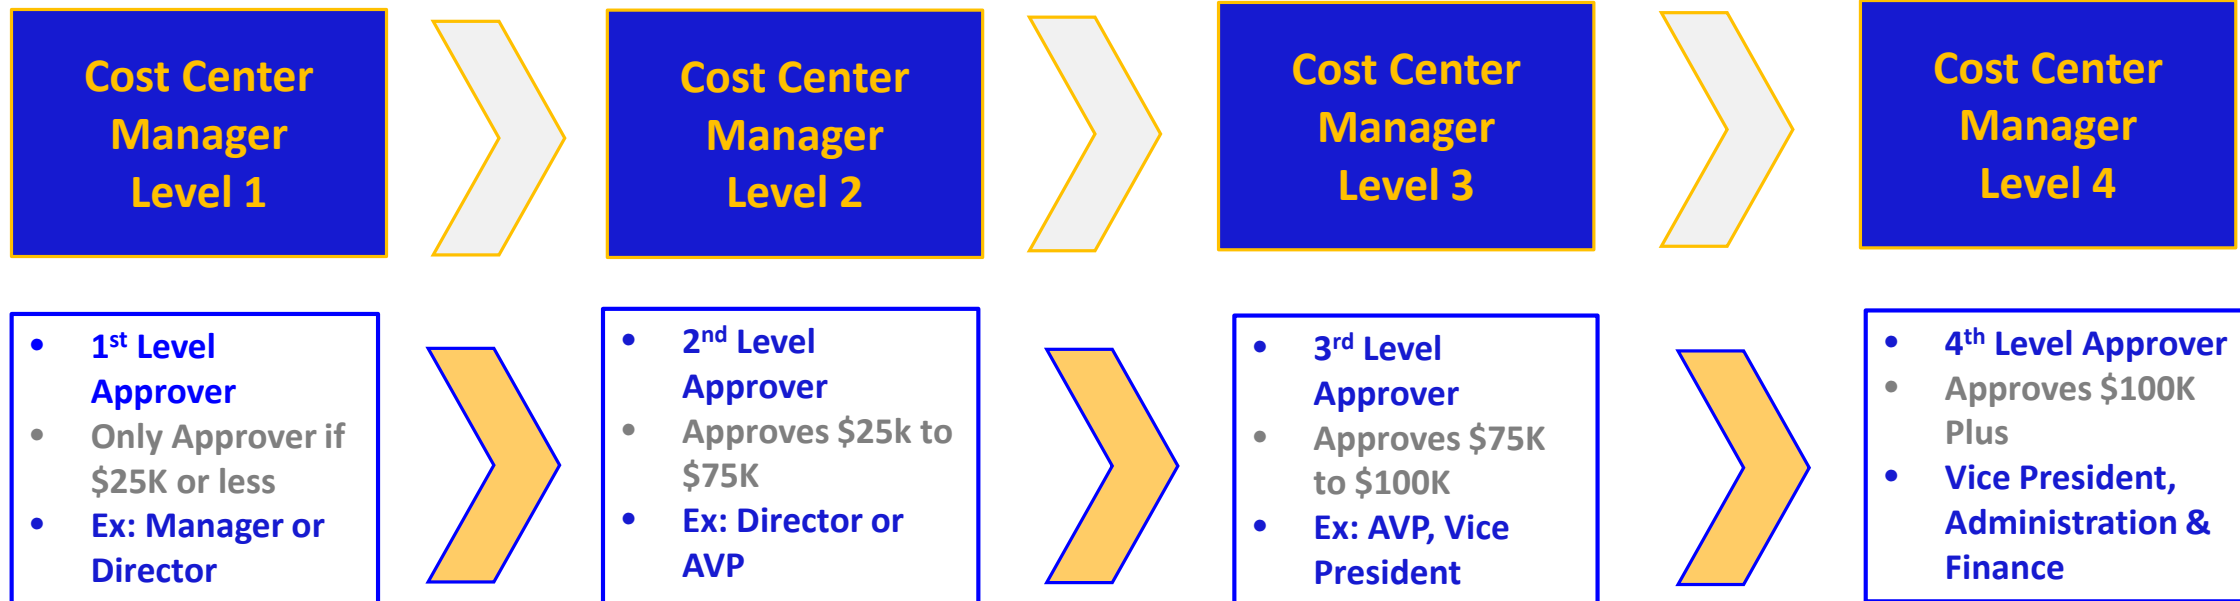 Cost Center
Manager
Level 1
Cost Center
Manager
Level 2
Cost Center
Manager
Level 3
Cost Center
Manager
Level 4
• 1st Level
Approver
• Only Approver if
$25K or less
• Ex: Manager or
Director
• 2nd Level
Approver
• Approves $25k to
$75K
• Ex: Director or
AVP
• 3rd Level
Approver
• Approves $75K
to $100K
• Ex: AVP, Vice
President
• 4th Level Approver
• Approves $100K
Plus
• Vice President,
Administration &
Finance